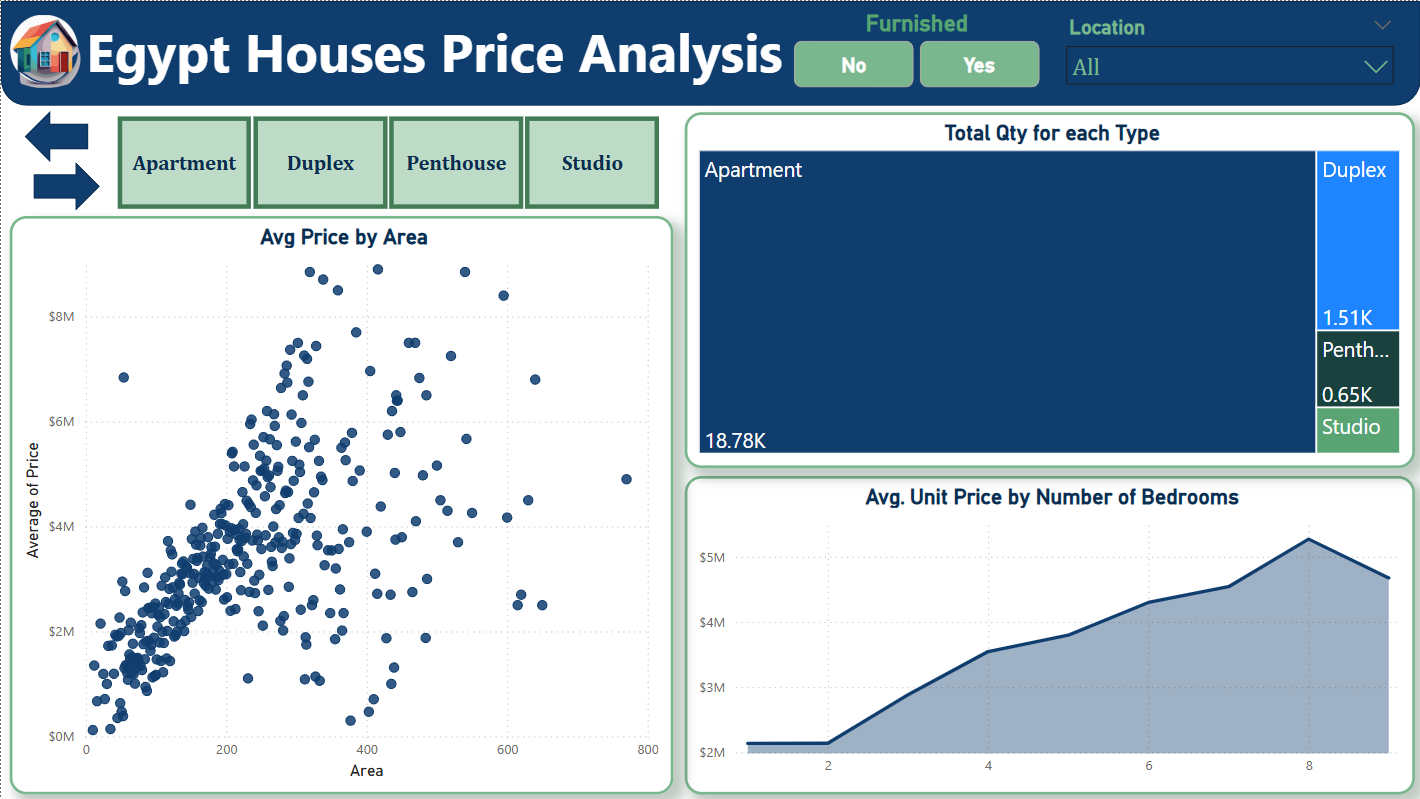 Egypt Houses Price Analysis
Furnished
No
Yes
Location
All
Apartment
Duplex
Penthouse
Studio
Avg Price by Area
Average of Price
$8M
$6M
$4M
$2M
$0M
0
200
400
600
800
Area
Total Qty for each Type
Apartment
18.78K
Duplex
1.51K
Penth...
0.65K
Studio
Avg. Unit Price by Number of Bedrooms
$5M
$4M
$3M
$2M
2
4
6
8